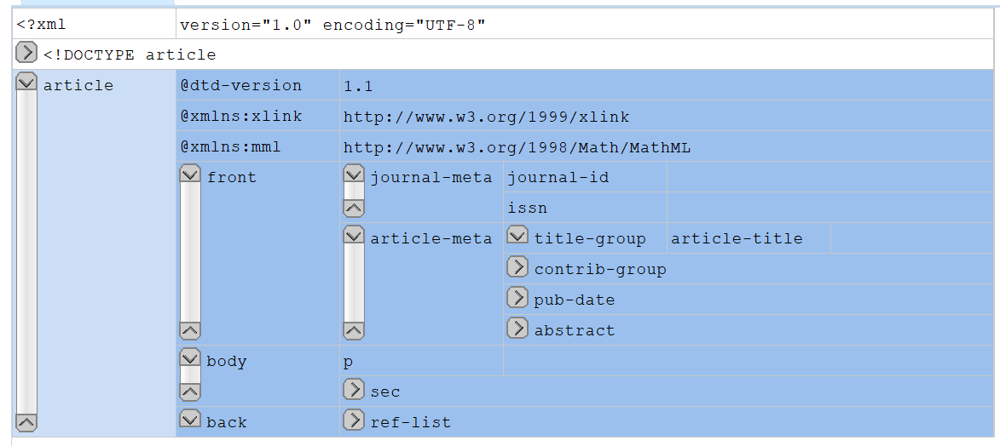 <?xml version="1.0" encoding="UTF-8"
<!DOCTYPE article
article @dtd-version 1.1
@xmlns:xlink http://www.w3.org/1999/xlink
@xmlns:mml http://www.w3.org/1998/Math/MathML
front journal-meta journal-id
issn
article-meta title-group article-title
contrib-group
pub-date
abstract
body p
sec
back ref-list